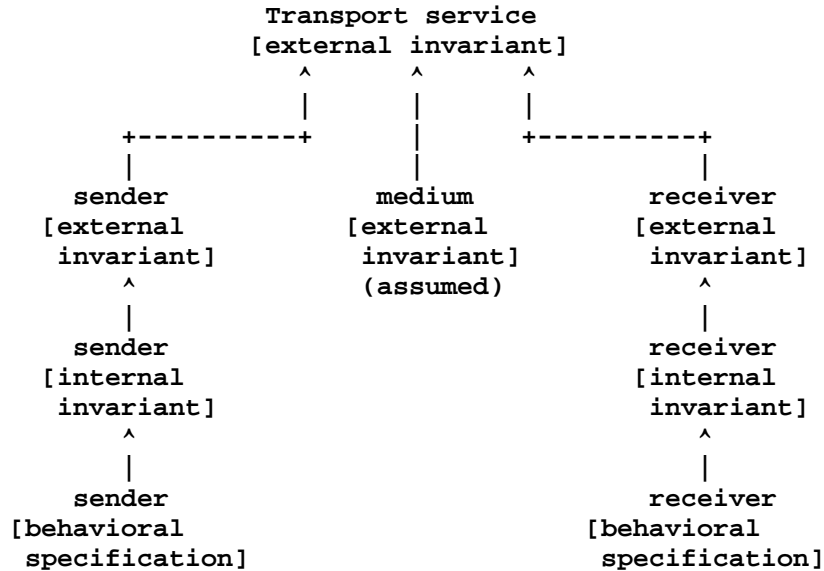 Transport service
[external invariant]
^ ^ ^
| | |
+----------+ | +----------+
| | |
sender medium receiver
[external [external [external
invariant] invariant] invariant]
^ (assumed) ^
| |
sender receiver
[internal [internal
invariant] invariant]
^ ^
| |
sender receiver
[behavioral [behavioral
specification] specification]